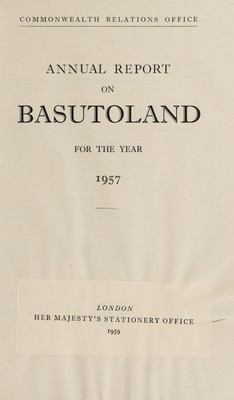 COMMONWEALTH RELATIONS OFFICE
ANNUAL REPORT
ON
BASUTOLAND
FOR THE YEAR
1957
LONDON
HER MAJESTY'S STATIONERY OFFICE
1959